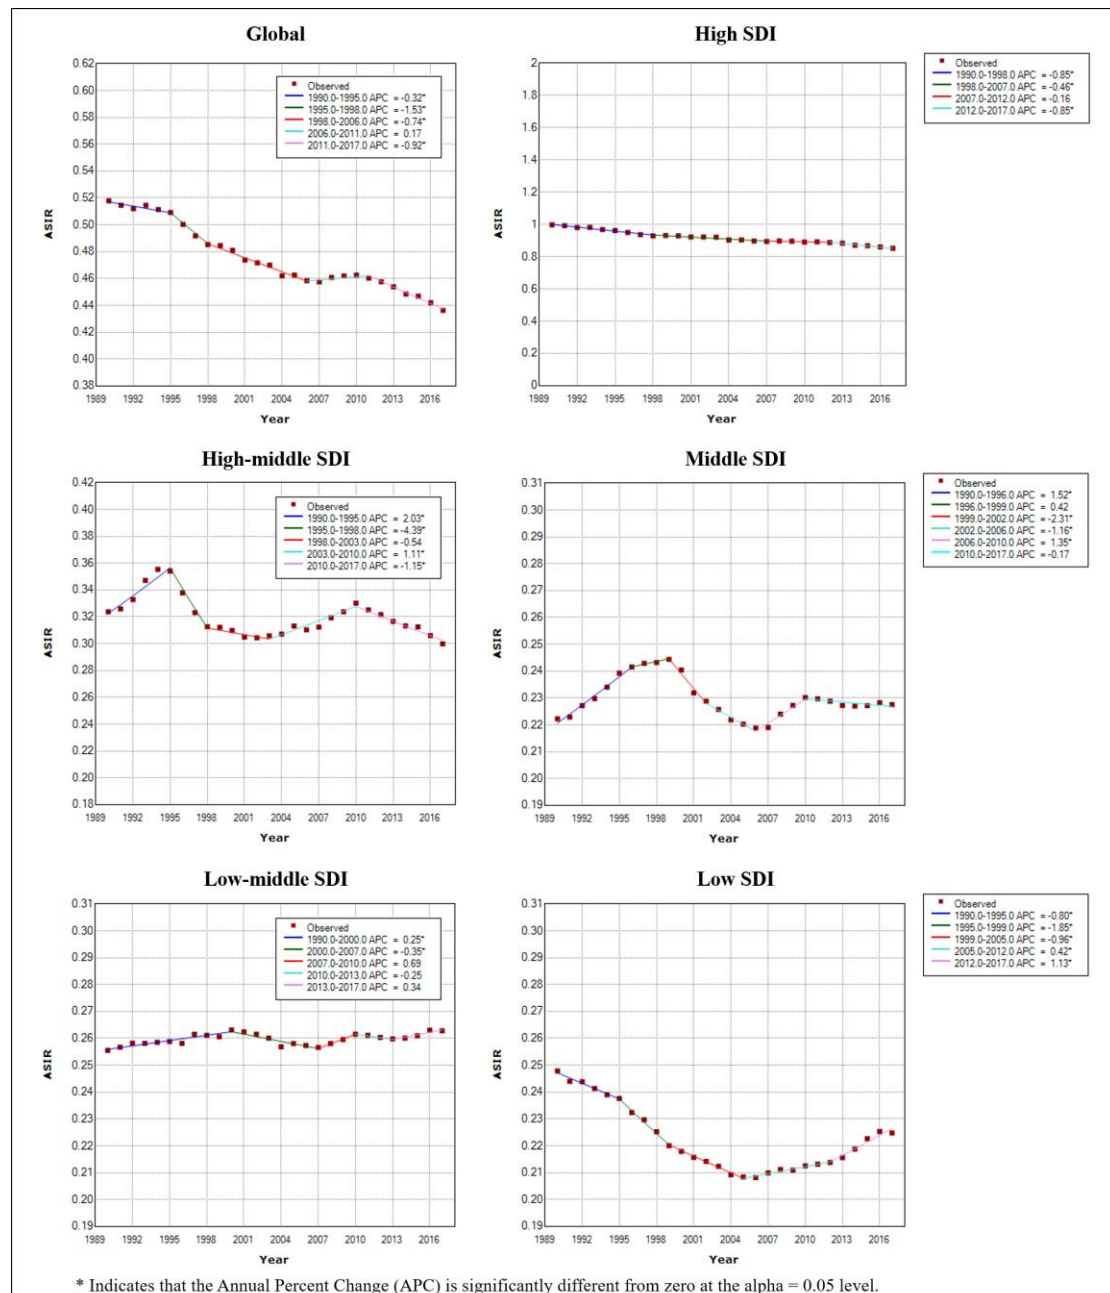 Global
0.62
0.60
0.58
0.56
0.54
0.52
0.50
0.48
0.46
0.44
0.42
0.40
0.38
ASIR
1989 1992 1995 1998 2001 2004 2007 2010 2013 2016
Year
Observed
1990.0-1995.0 APC = -0.32*
1995.0-1998.0 APC = -1.53*
1998.0-2006.0 APC = -0.74*
2006.0-2011.0 APC = 0.17
2011.0-2017.0 APC = -0.92*
High SDI
2
1.8
1.6
1.4
1.2
1
0.8
0.6
0.4
0.2
0
ASIR
1989 1992 1995 1998 2001 2004 2007 2010 2013 2016
Year
Observed
1990.0-1998.0 APC = -0.85*
1998.0-2007.0 APC = -0.46*
2007.0-2012.0 APC = -0.16
2012.0-2017.0 APC = -0.85*
High-middle SDI
0.42
0.40
0.38
0.36
0.34
0.32
0.30
0.28
0.26
0.24
0.22
0.20
0.18
ASIR
1989 1992 1995 1998 2001 2004 2007 2010 2013 2016
Year
Observed
1990.0-1995.0 APC = 2.03*
1995.0-1998.0 APC = -4.39*
1998.0-2003.0 APC = -0.54
2003.0-2010.0 APC = 1.11*
2010.0-2017.0 APC = -1.15*
Middle SDI
0.31
0.30
0.29
0.28
0.27
0.26
0.25
0.24
0.23
0.22
0.21
0.20
0.19
ASIR
1989 1992 1995 1998 2001 2004 2007 2010 2013 2016
Year
Observed
1990.0-1996.0 APC = 1.52*
1996.0-1999.0 APC = 0.42
1999.0-2002.0 APC = -2.31*
2002.0-2006.0 APC = -1.16*
2006.0-2010.0 APC = 1.35*
2010.0-2017.0 APC = -0.17
Low-middle SDI
0.31
0.30
0.29
0.28
0.27
0.26
0.25
0.24
0.23
0.22
0.21
0.20
0.19
ASIR
1989 1992 1995 1998 2001 2004 2007 2010 2013 2016
Year
Observed
1990.0-2000.0 APC = 0.25*
2000.0-2007.0 APC = -0.35*
2007.0-2010.0 APC = 0.69
2010.0-2013.0 APC = -0.25
2013.0-2017.0 APC = 0.34
Low SDI
0.31
0.30
0.29
0.28
0.27
0.26
0.25
0.24
0.23
0.22
0.21
0.20
0.19
ASIR
1989 1992 1995 1998 2001 2004 2007 2010 2013 2016
Year
Observed
1990.0-1995.0 APC = -0.80*
1995.0-1999.0 APC = -1.85*
1999.0-2005.0 APC = -0.96*
2005.0-2012.0 APC = 0.42*
2012.0-2017.0 APC = 1.13*
* Indicates that the Annual Percent Change (APC) is significantly different from zero at the alpha = 0.05 level.